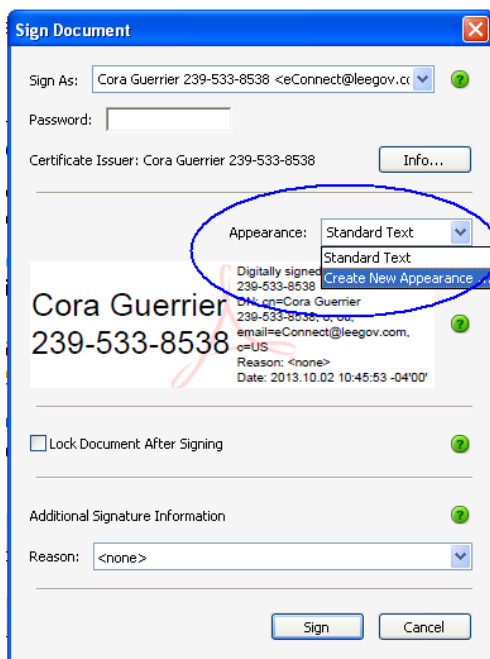 Sign Document
Sign As: Cora Guerrier 239-533-8538 <eConnect@leegov.cc
Password:
Certificate Issuer: Cora Guerrier 239-533-8538 Info...
Appearance: Standard Text
Standard Text
Create New Appearance ...
Cora Guerrier
239-533-8538
Digitally signed
239-533-8538
DN: cn=Cora Guerrier
239-533-8538, o, ou,
email=eConnect@leegov.com,
c=US
Reason: <none>
Date: 2013.10.02 10:45:53 -04'00'
Lock Document After Signing
Additional Signature Information
Reason: <none>
Sign Cancel